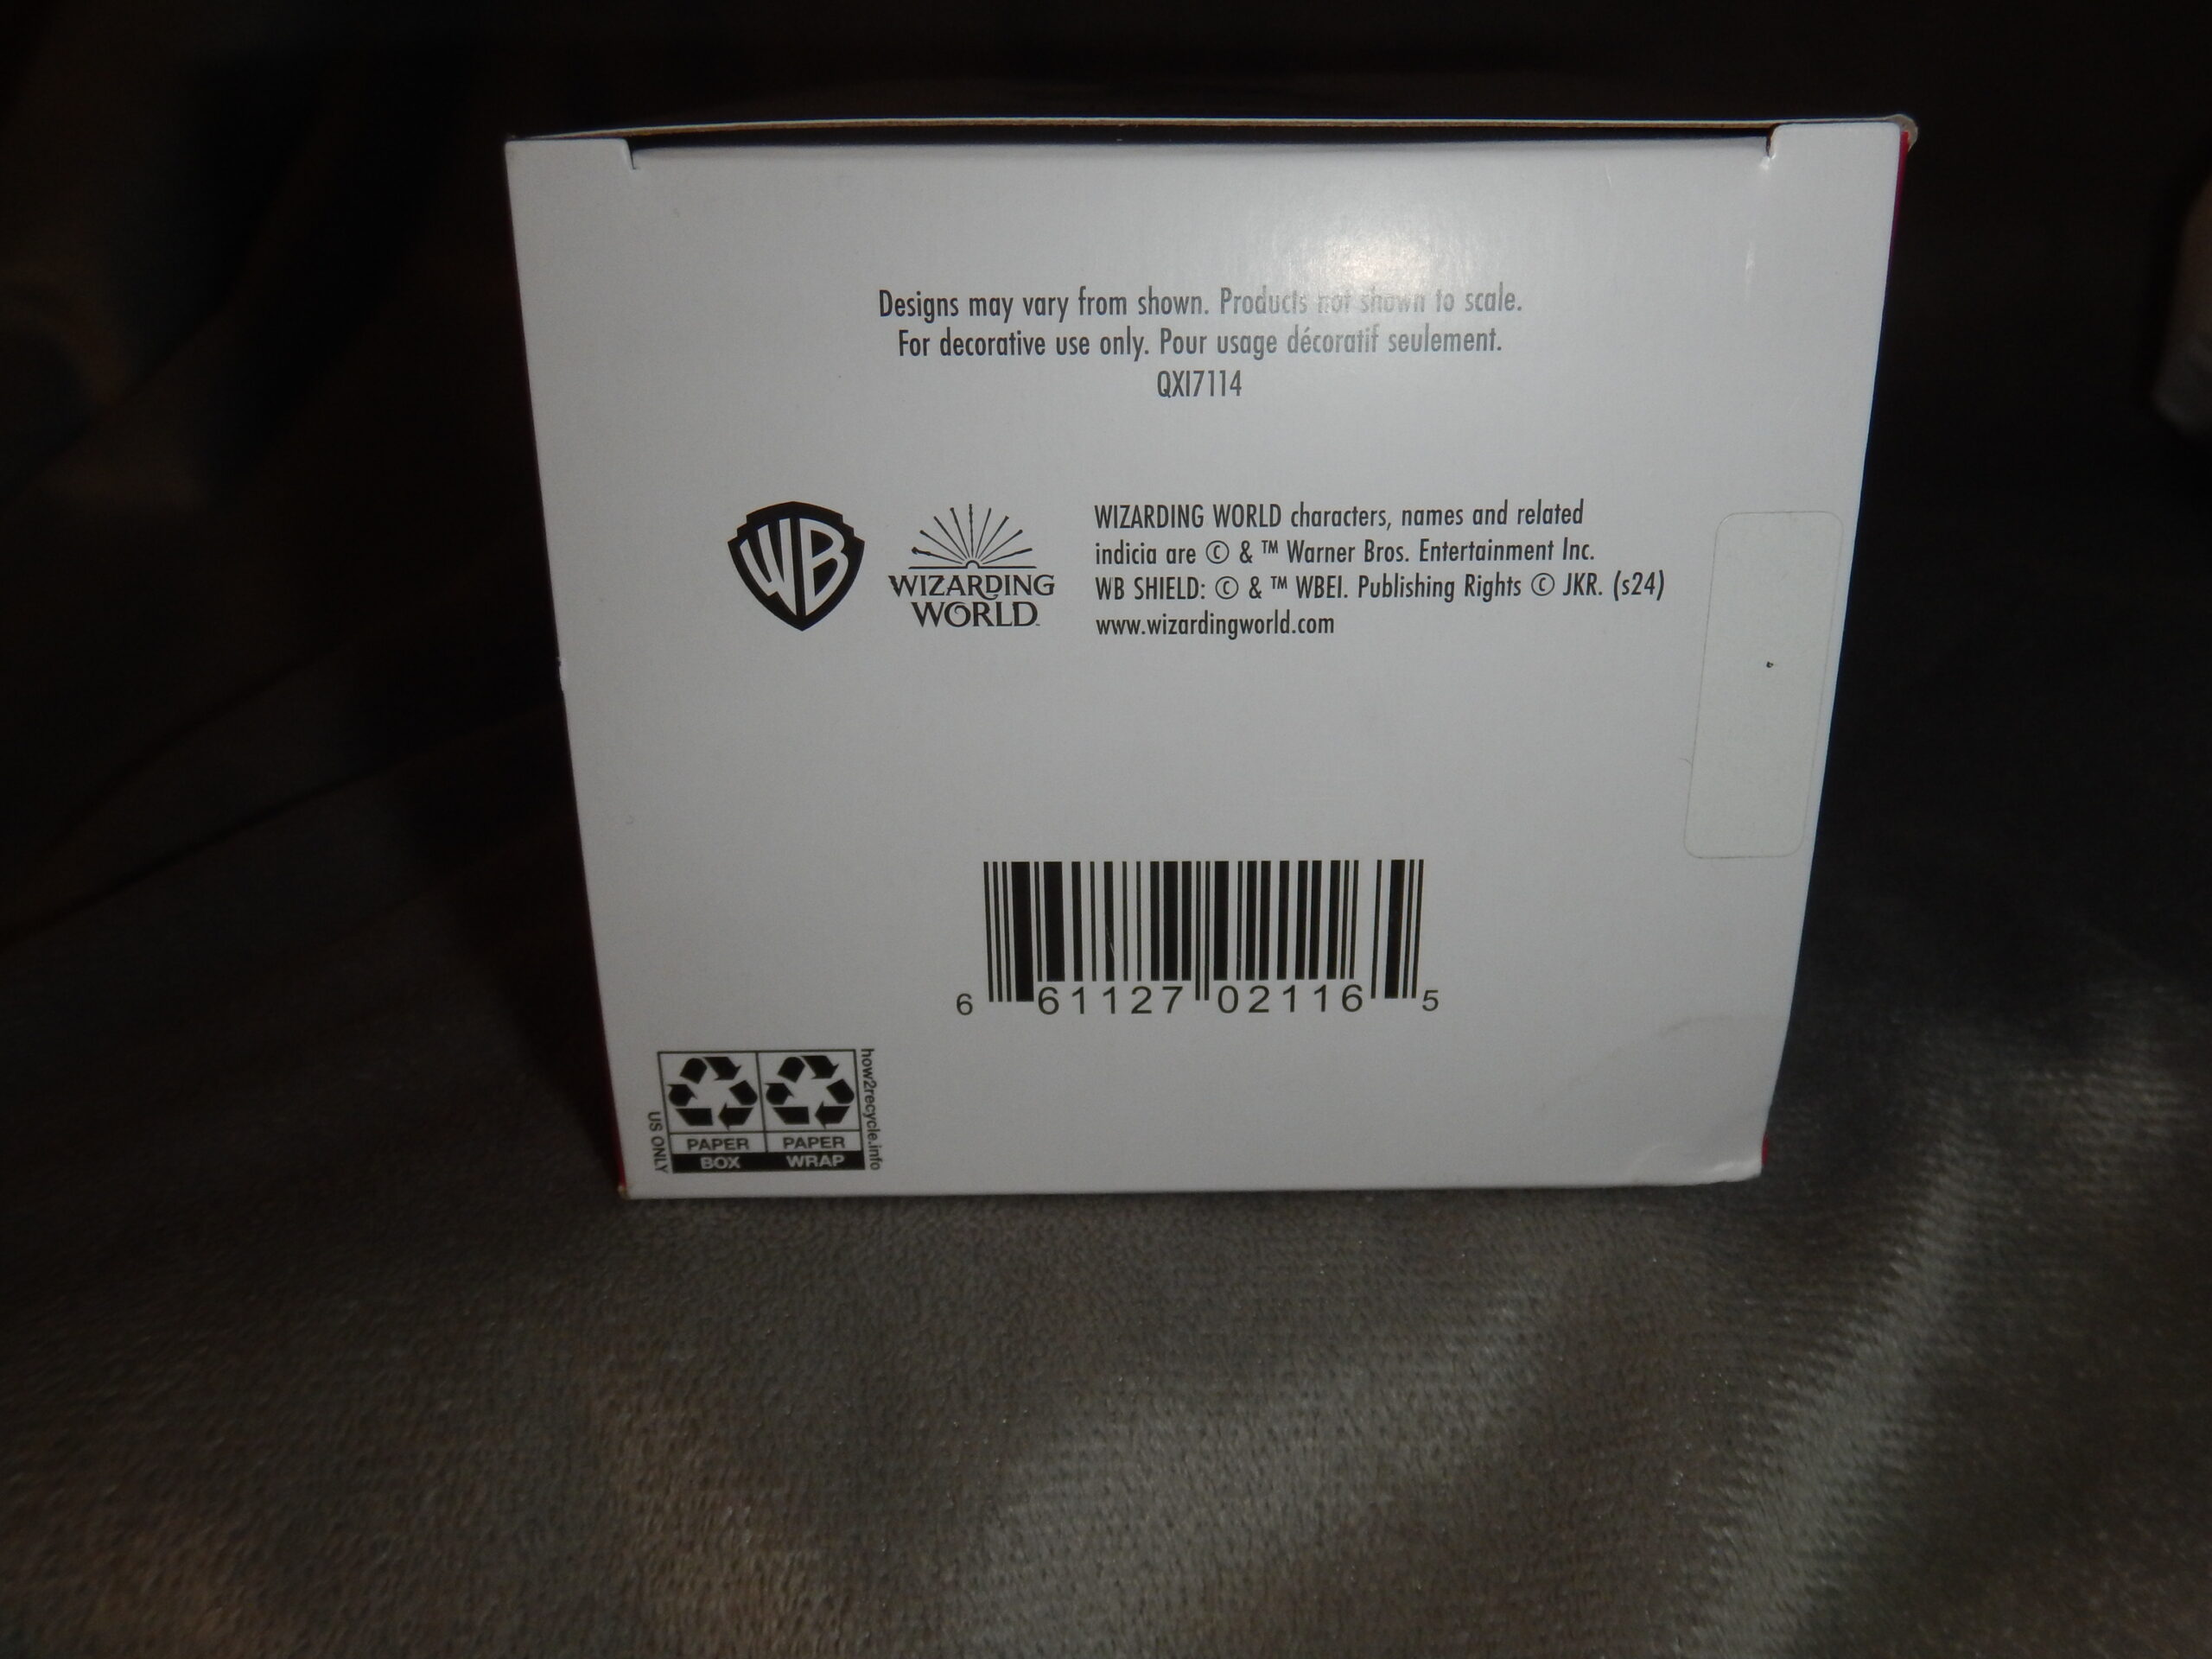 Designs may vary from shown. Products not shown to scale.
For decorative use only. Pour usage décoratif seulement.
QXI7114
WB
WIZARDING
WORLD™
WIZARDING WORLD characters, names and related
indicia are © & ™ Warner Bros. Entertainment Inc.
WB SHIELD: © & ™ WBEI. Publishing Rights © JKR. (s24)
www.wizardingworld.com
6 61127 02116 5
US ONLY
PAPER PAPER
BOX WRAP
how2recycle.info